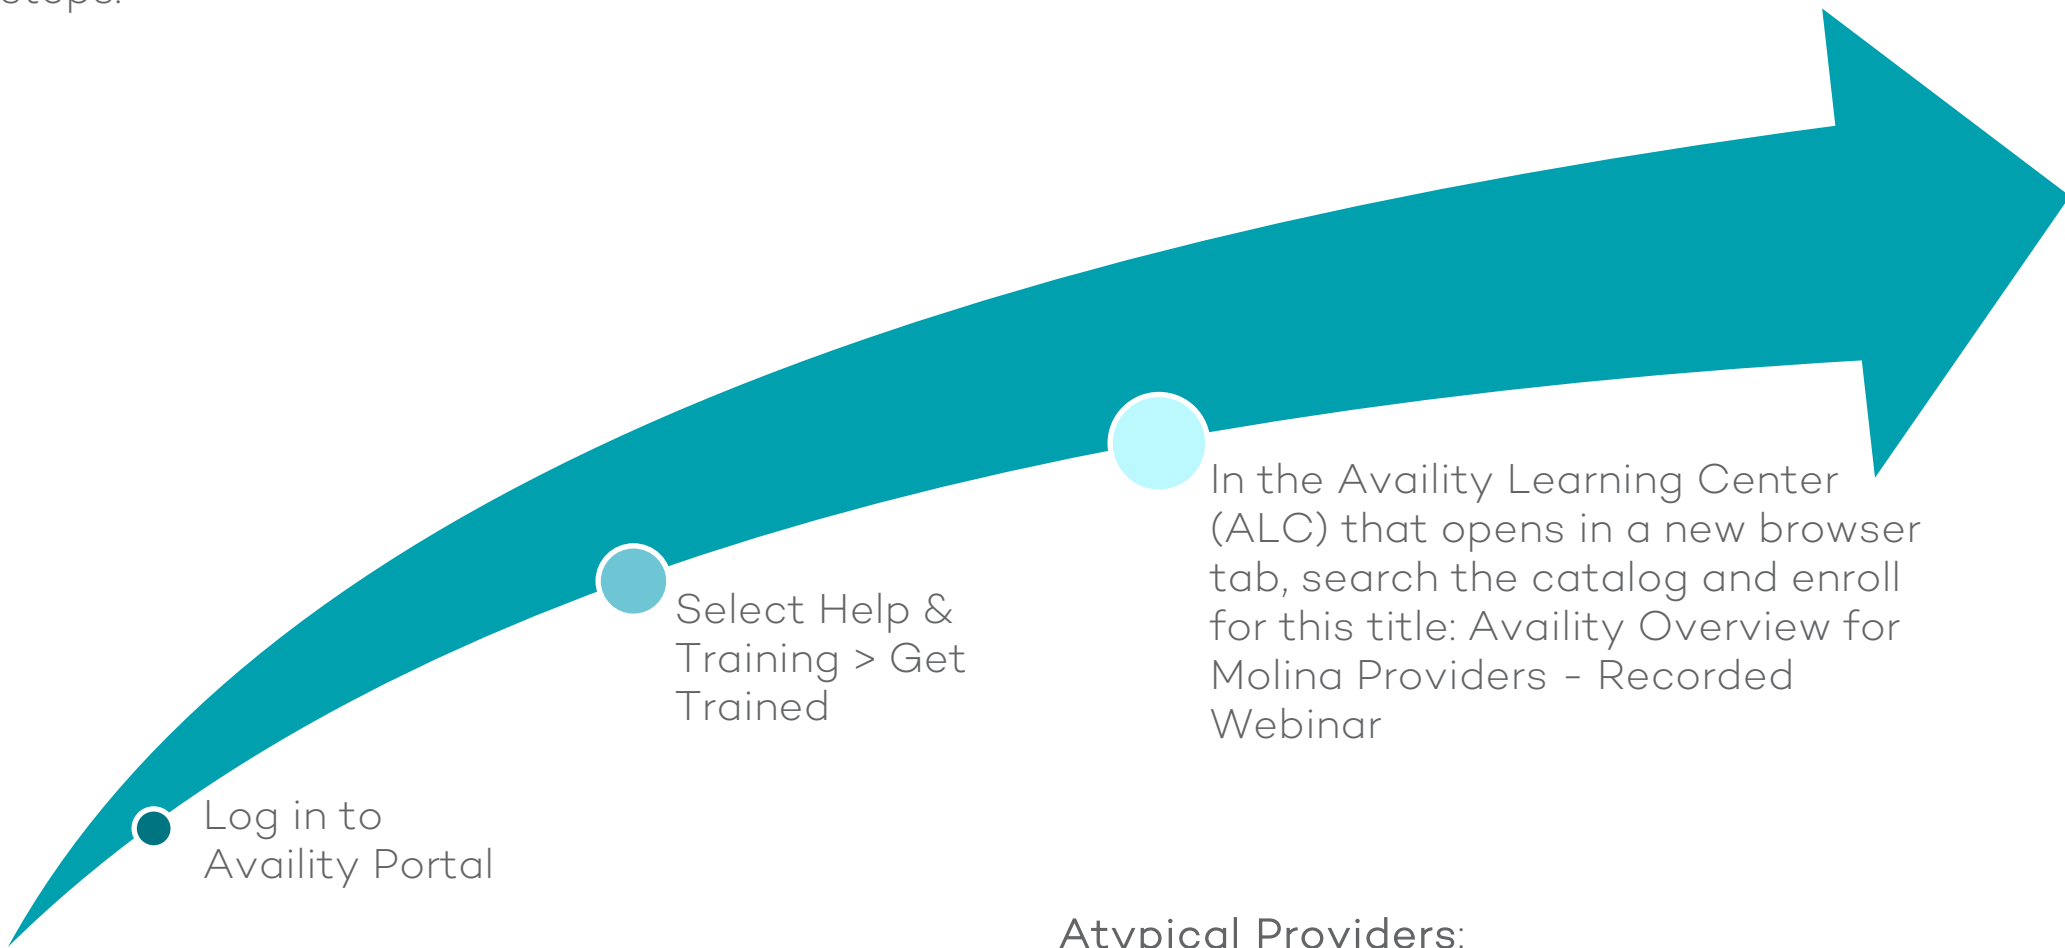 steps:
Log in to
Availity Portal
Select Help &
Training > Get
Trained
In the Availity Learning Center
(ALC) that opens in a new browser
tab, search the catalog and enroll
for this title: Availity Overview for
Molina Providers - Recorded
Webinar
Atypical Providers: